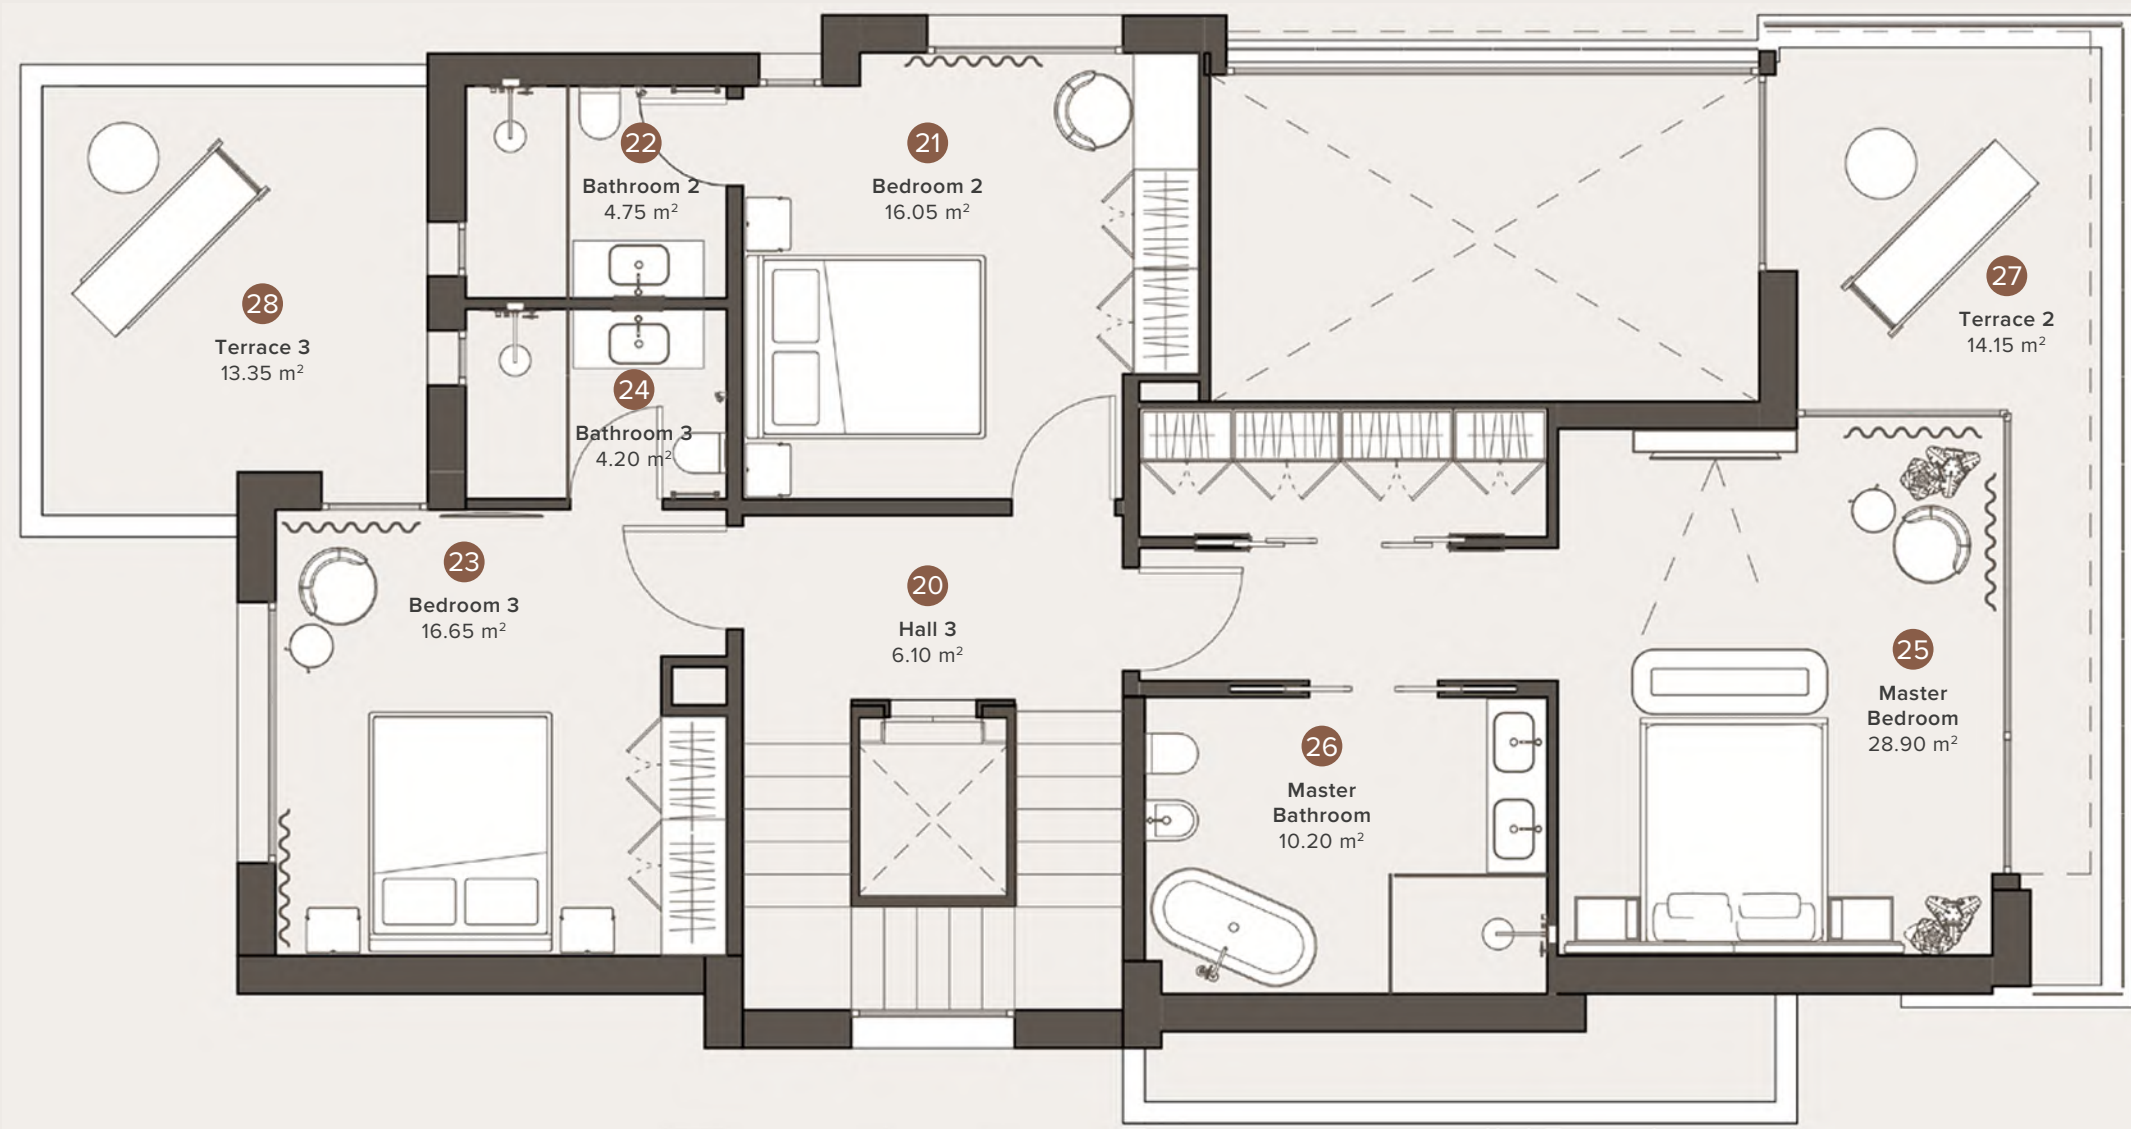 22
Bathroom 2
4.75 m²
21
Bedroom 2
16.05 m²
28
Terrace 3
13.35 m²
27
Terrace 2
14.15 m²
24
Bathroom 3
4.20 m²
23
Bedroom 3
16.65 m²
20
Hall 3
6.10 m²
25
Master
Bedroom
28.90 m²
26
Master
Bathroom
10.20 m²